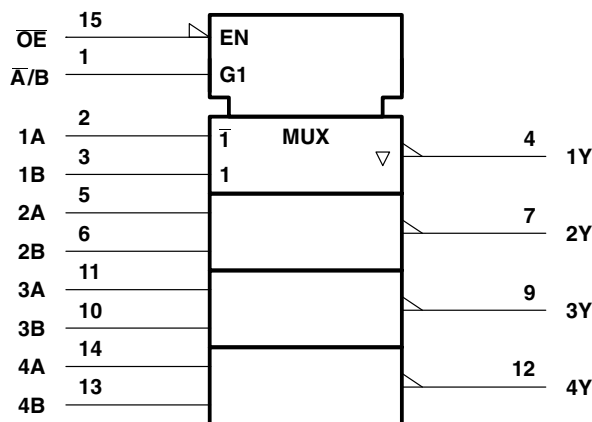 15
O̅E̅ EN
1
A̅/B G1
2
1A 1̅ MUX 4
3 ▽ 1Y
1B 1
5
2A 7
6 2Y
2B
11
3A 9
10 3Y
3B
14
4A 12
13 4Y
4B